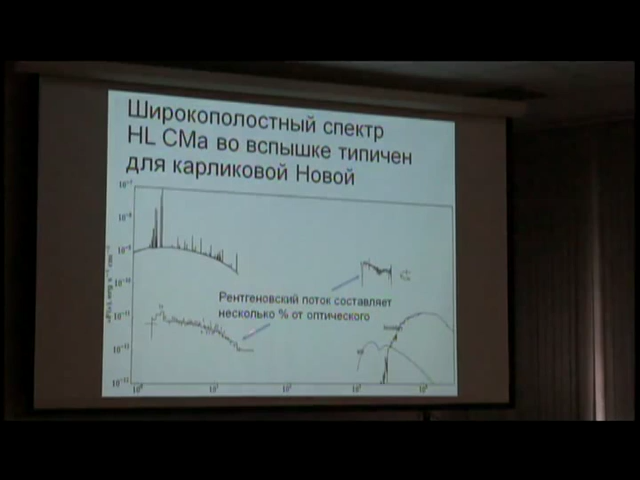 Широкополостный спектр
HL CMa во вспышке типичен
для карликовой Новой
Рентгеновский поток составляет
несколько % от оптического